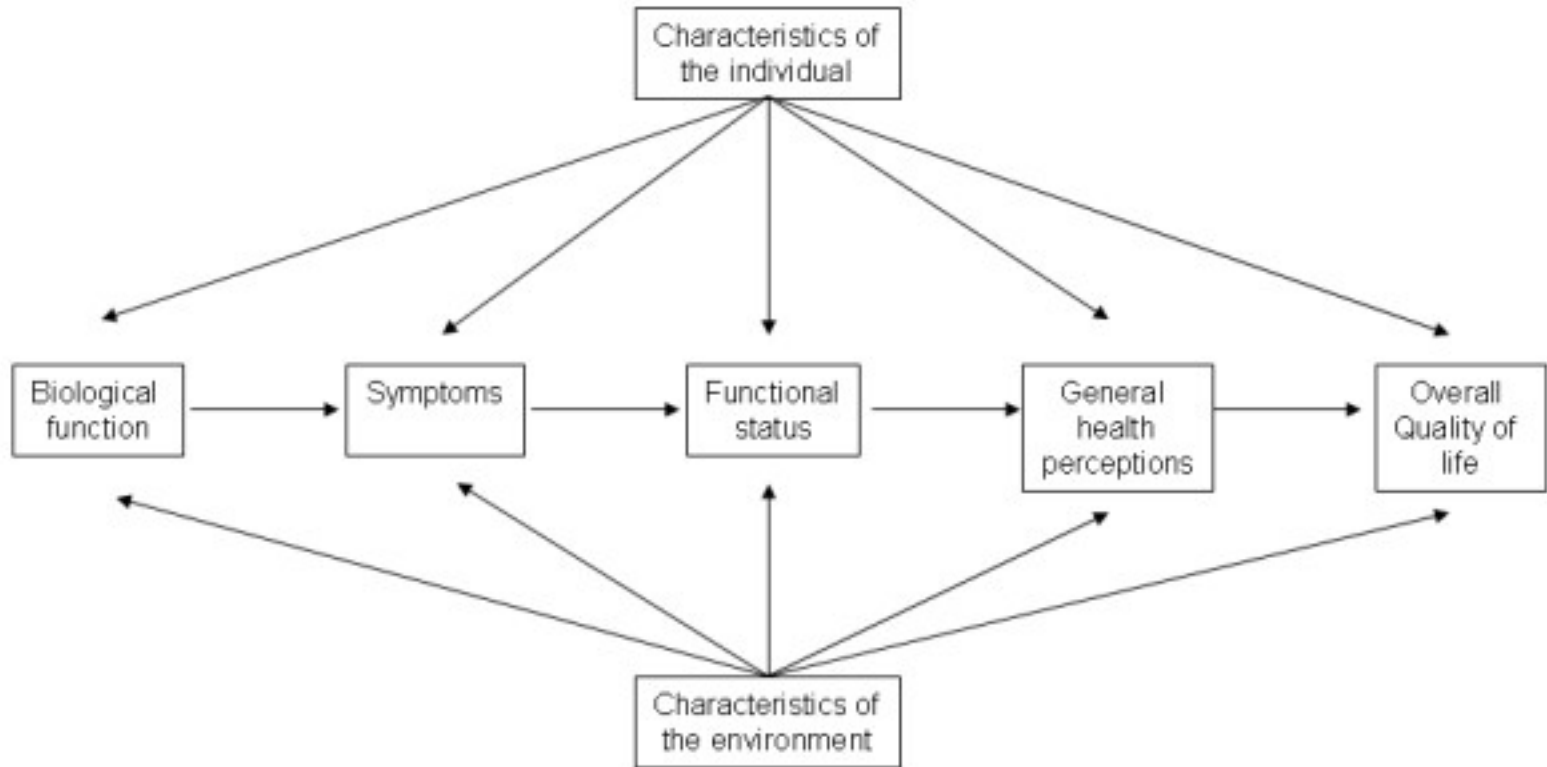 Characteristics of
the individual
Biological
function
Symptoms
Functional
status
General
health
perceptions
Overall
Quality of
life
Characteristics of
the environment